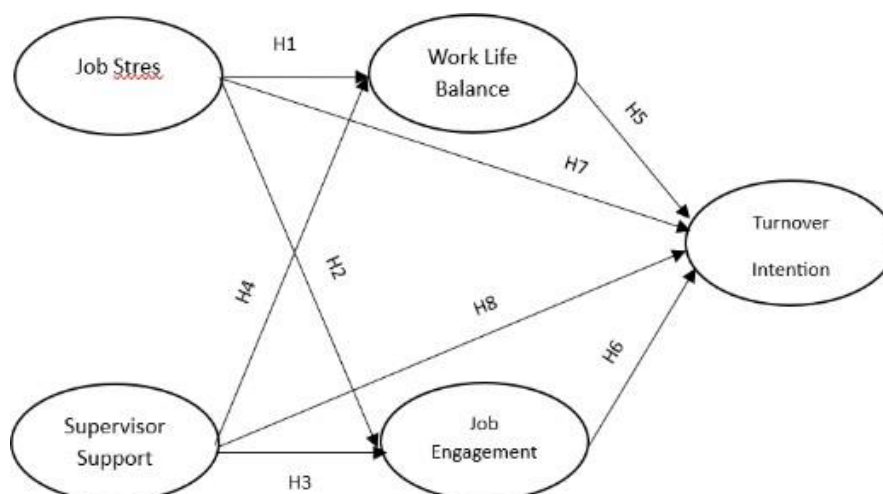 H1
Job Stres
Work Life
Balance
H5
H7
Turnover
Intention
H4
H2
H8
H6
Supervisor
Support
Job
Engagement
H3